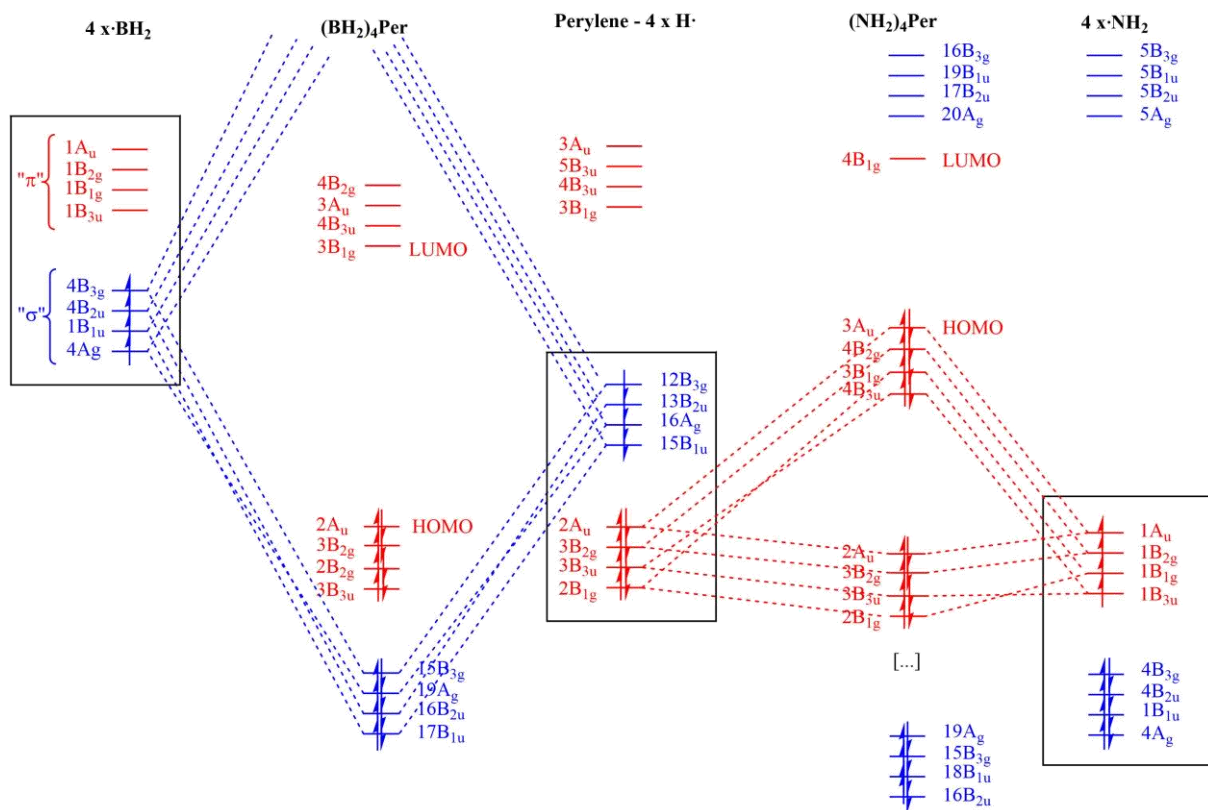 4 x·BH₂
(BH₂)₄Per
Perylene - 4 x H·
(NH₂)₄Per
4 x·NH₂
"π"
1Aᵤ
1B₂g
1B₁g
1B₃ᵤ
"σ"
4B₃g
4B₂ᵤ
1B₁ᵤ
4Ag
4B₂g
3Aᵤ
4B₃ᵤ
3B₁g LUMO
2Aᵤ HOMO
3B₂g
2B₂g
3B₃ᵤ
15B₃g
19Ag
16B₂ᵤ
17B₁ᵤ
3Aᵤ
5B₃ᵤ
4B₃ᵤ
3B₁g
12B₃g
13B₂ᵤ
16Ag
15B₁ᵤ
2Aᵤ
3B₂g
3B₃ᵤ
2B₁g
16B₃g
19B₁ᵤ
17B₂ᵤ
20Ag
4B₁g LUMO
3Aᵤ HOMO
4B₂g
3B₁g
4B₃ᵤ
2Aᵤ
3B₂g
3B₃ᵤ
2B₁g
[...]
19Ag
15B₃g
18B₁ᵤ
16B₂ᵤ
5B₃g
5B₁ᵤ
5B₂ᵤ
5Ag
1Aᵤ
1B₂g
1B₁g
1B₃ᵤ
4B₃g
4B₂ᵤ
1B₁ᵤ
4Ag